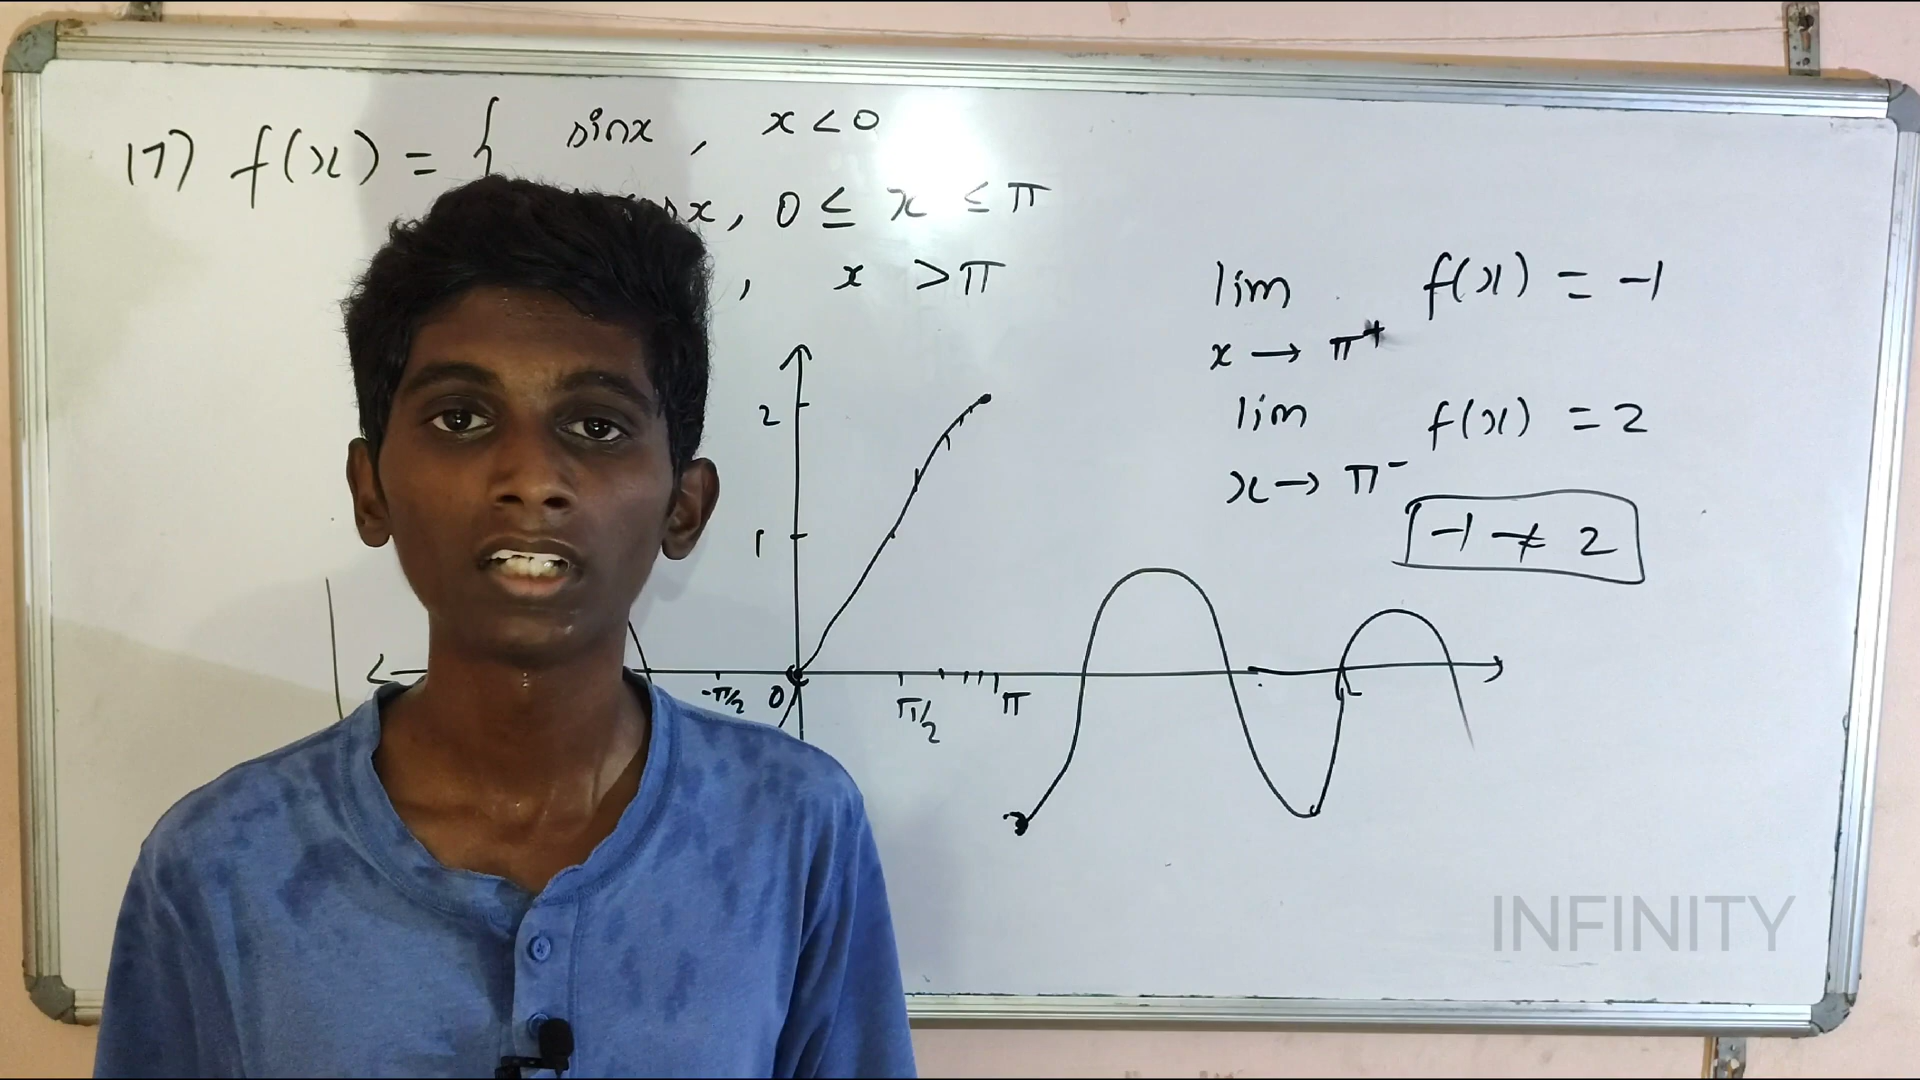 17) f(x) = { sinx , x < 0
x, 0 ≤ x ≤ π
, x > π
lim f(x) = -1
x → π⁺
lim f(x) = 2
x → π⁻
-1 ≠ 2
2
1
-π/2 0 π/2 π
INFINITY